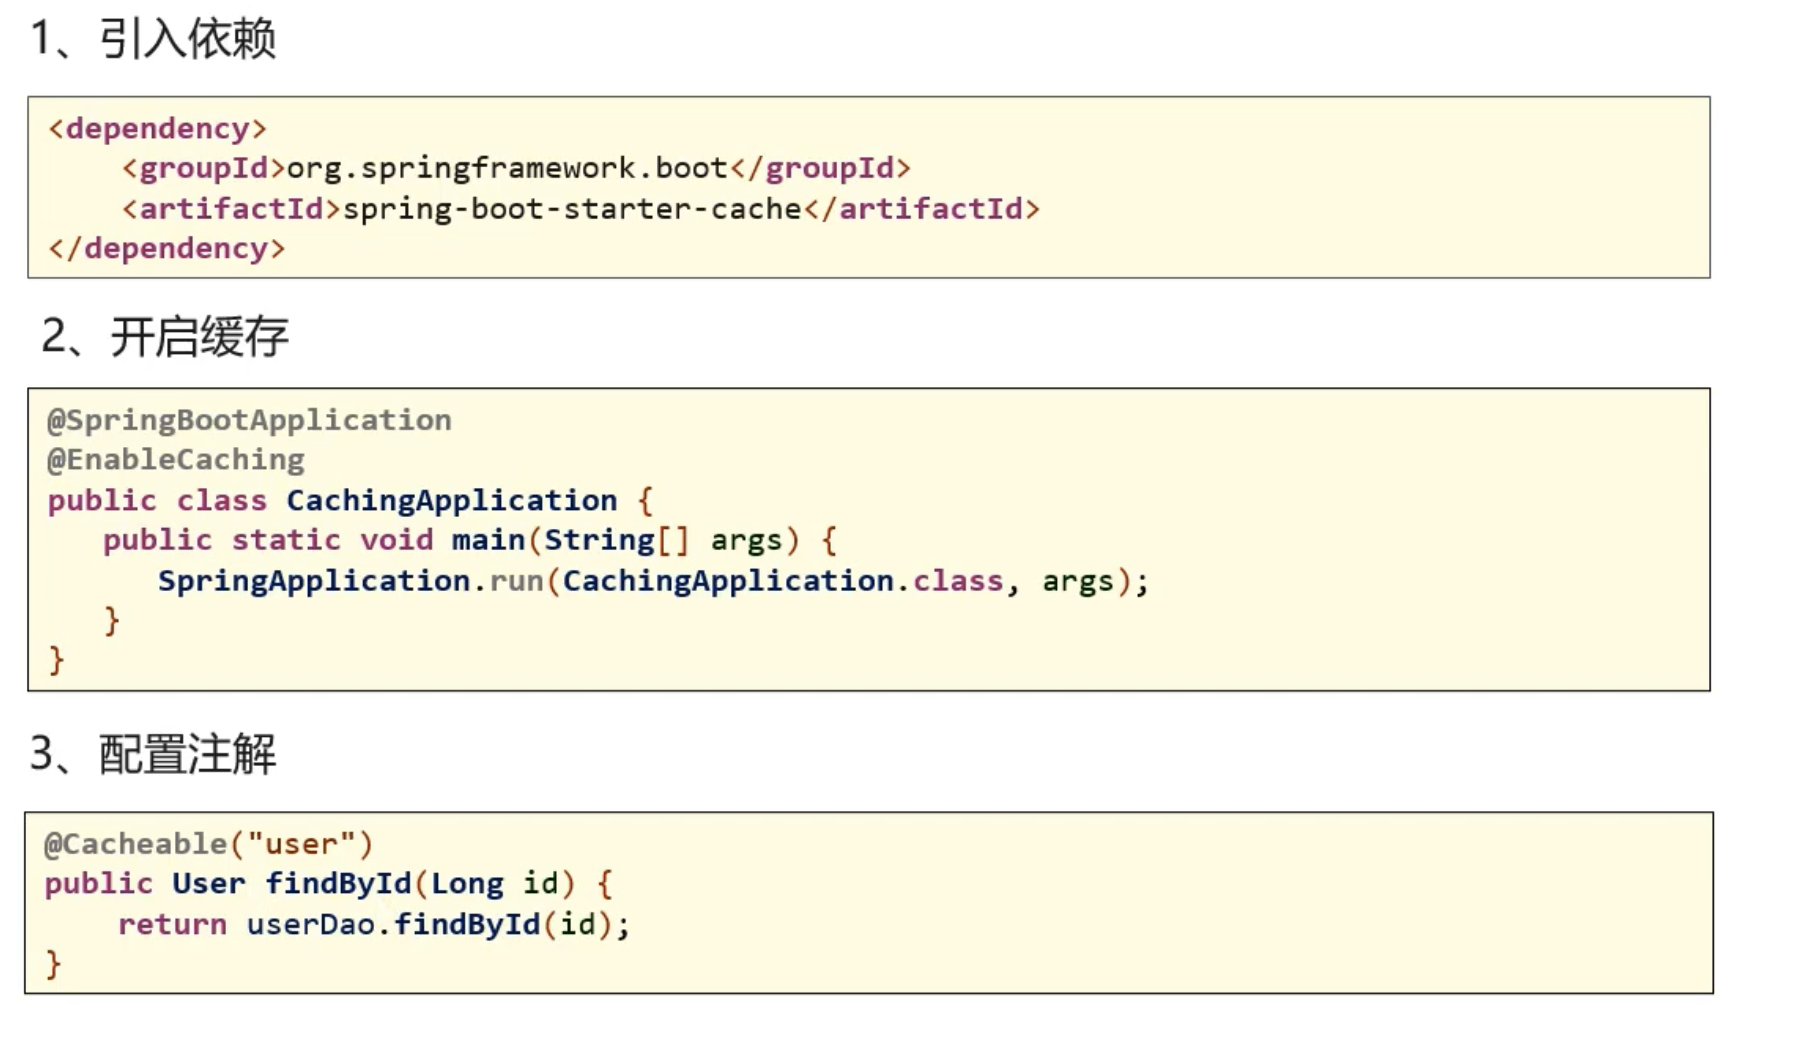 1、引入依赖
<dependency>
    <groupId>org.springframework.boot</groupId>
    <artifactId>spring-boot-starter-cache</artifactId>
</dependency>
2、开启缓存
@SpringBootApplication
@EnableCaching
public class CachingApplication {
   public static void main(String[] args) {
      SpringApplication.run(CachingApplication.class, args);
   }
}
3、配置注解
@Cacheable("user")
public User findById(Long id) {
    return userDao.findById(id);
}